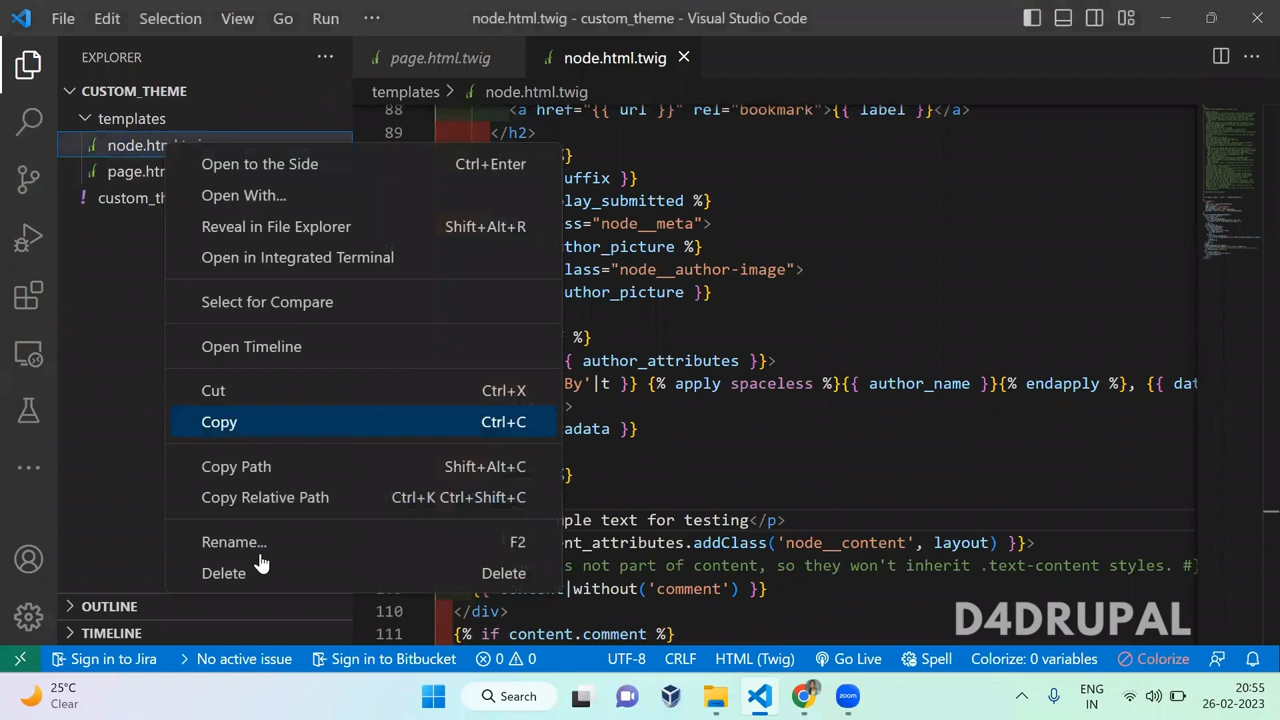 File Edit Selection View Go Run ··· node.html.twig - custom_theme - Visual Studio Code
EXPLORER ···
page.html.twig node.html.twig
CUSTOM_THEME
templates
templates > node.html.twig
node.html.twig
page.htm
custom_th
Open to the Side Ctrl+Enter
Open With...
Reveal in File Explorer Shift+Alt+R
Open in Integrated Terminal
Select for Compare
Open Timeline
Cut Ctrl+X
Copy Ctrl+C
Copy Path Shift+Alt+C
Copy Relative Path Ctrl+K Ctrl+Shift+C
Rename... F2
Delete Delete
88 <a href="{{ url }}" rel="bookmark">{{ label }}</a>
89 </h2>
%}
uffix }}
lay_submitted %}
ss="node__meta">
thor_picture %}
lass="node__author-image">
uthor_picture }}
f %}
{ author_attributes }}>
By'|t }} {% apply spaceless %}{{ author_name }}{% endapply %}, {{ dat
>
adata }}
%}
ple text for testing</p>
nt_attributes.addClass('node__content', layout) }}>
s not part of content, so they won't inherit .text-content styles. #}
{{ content|without('comment') }}
110 </div>
111 {% if content.comment %}
OUTLINE
TIMELINE
D4DRUPAL
Sign in to Jira No active issue Sign in to Bitbucket 0 0 UTF-8 CRLF HTML (Twig) Go Live Spell Colorize: 0 variables Colorize
25°C
Clear
Search
zoom
ENG
IN
20:55
26-02-2023